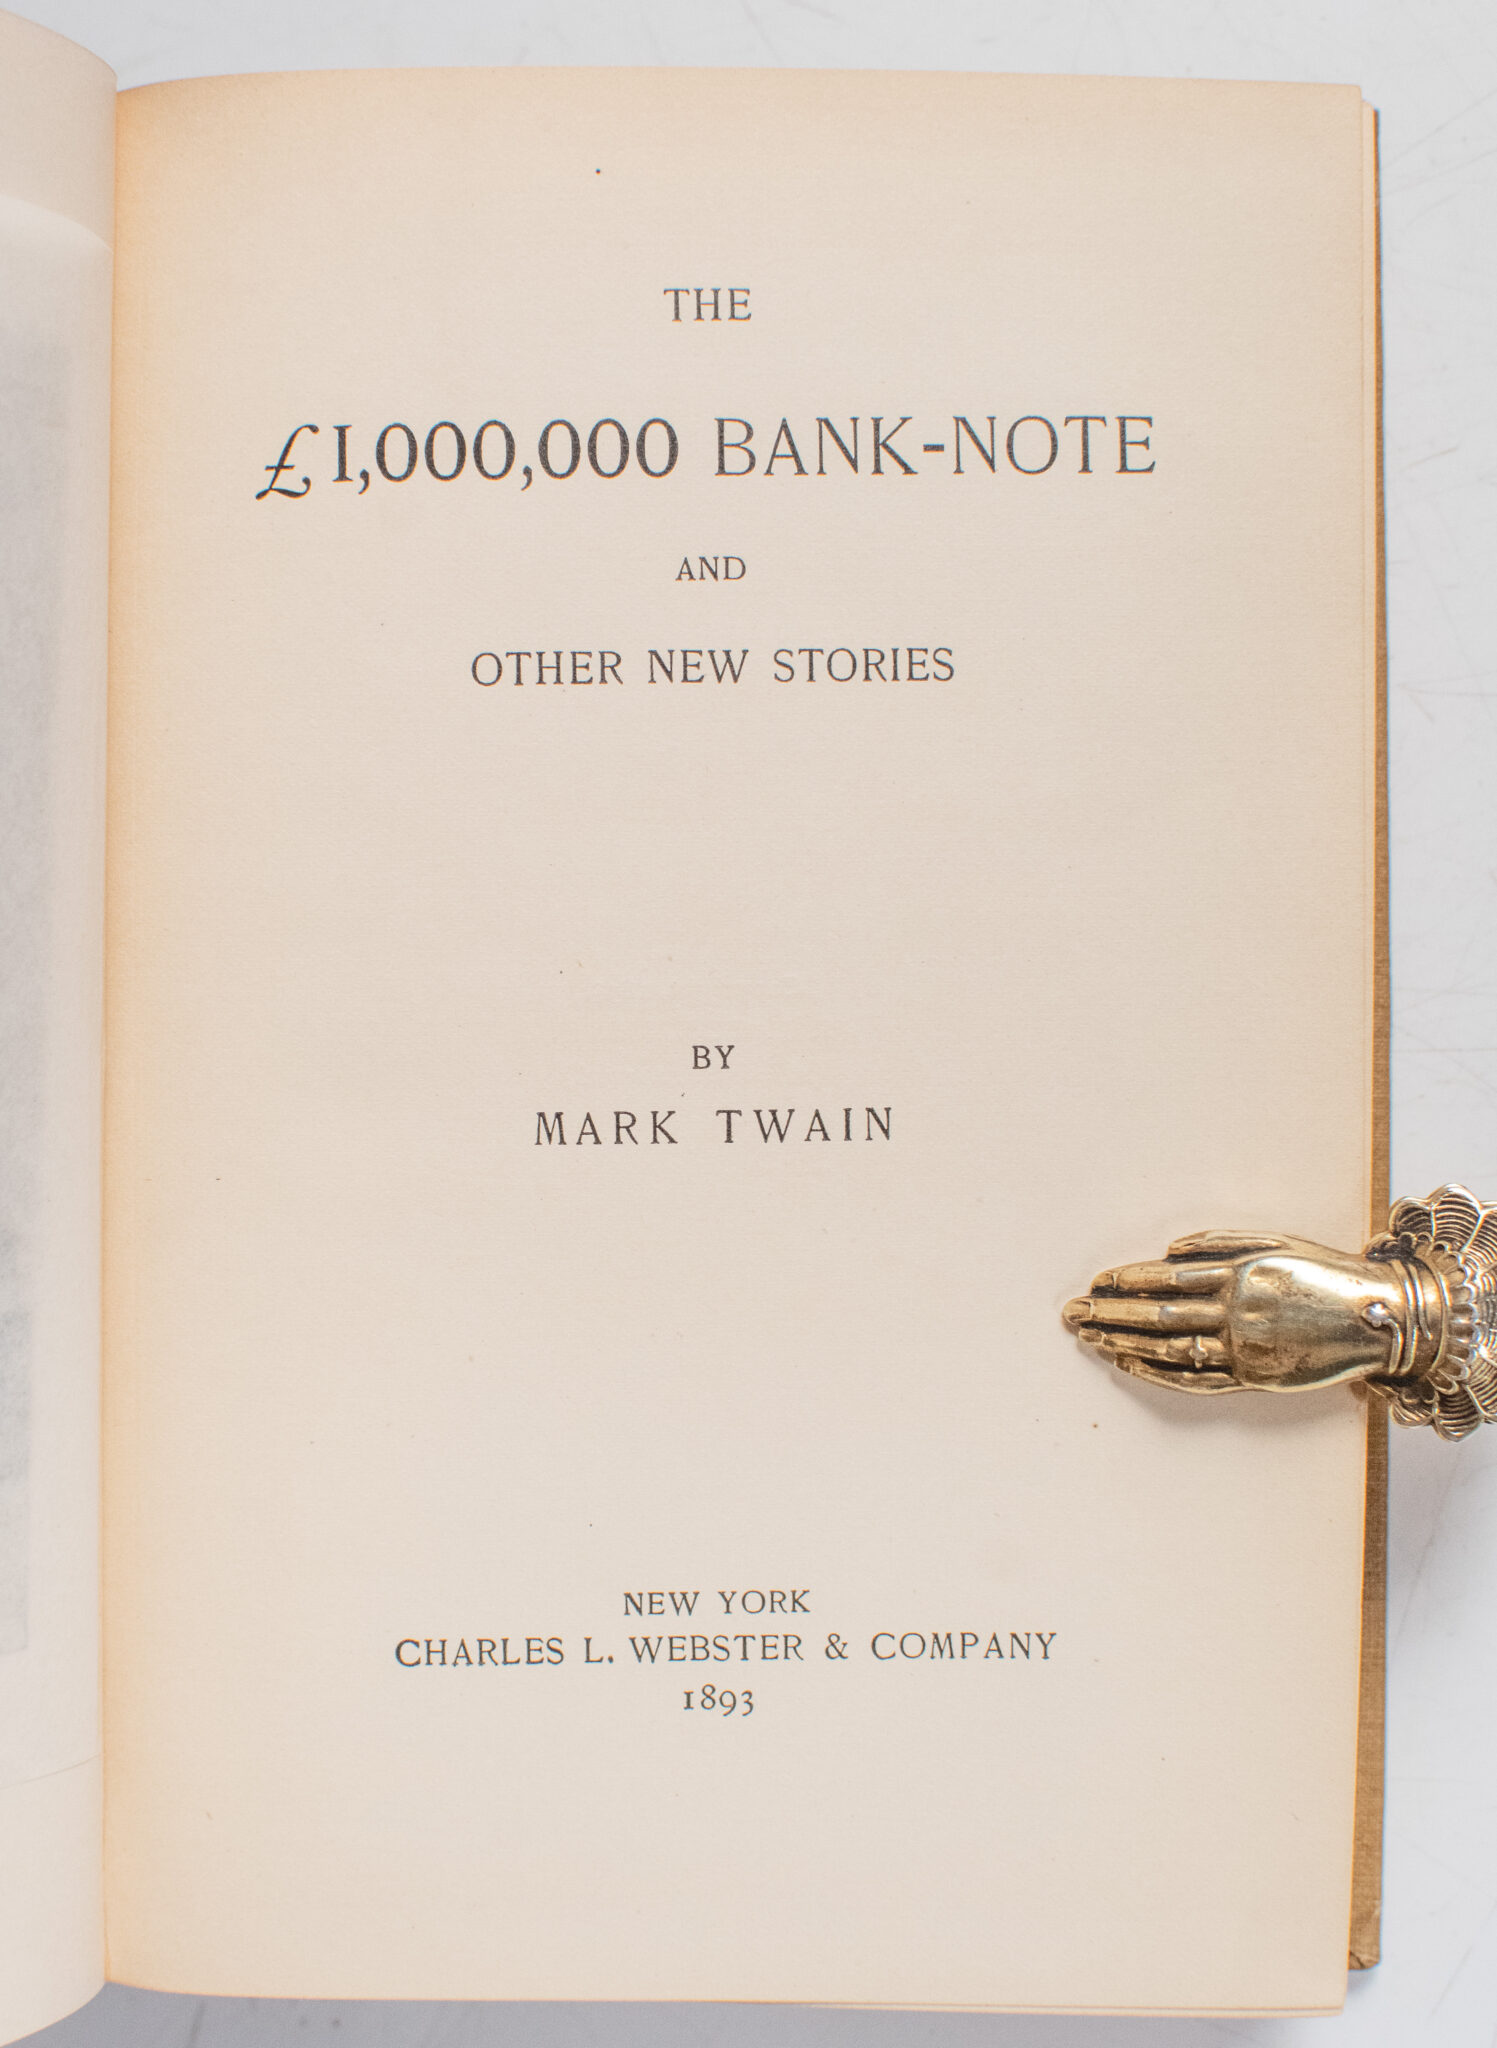 THE
£1,000,000 BANK-NOTE
AND
OTHER NEW STORIES
BY
MARK TWAIN
NEW YORK
CHARLES L. WEBSTER & COMPANY
1893